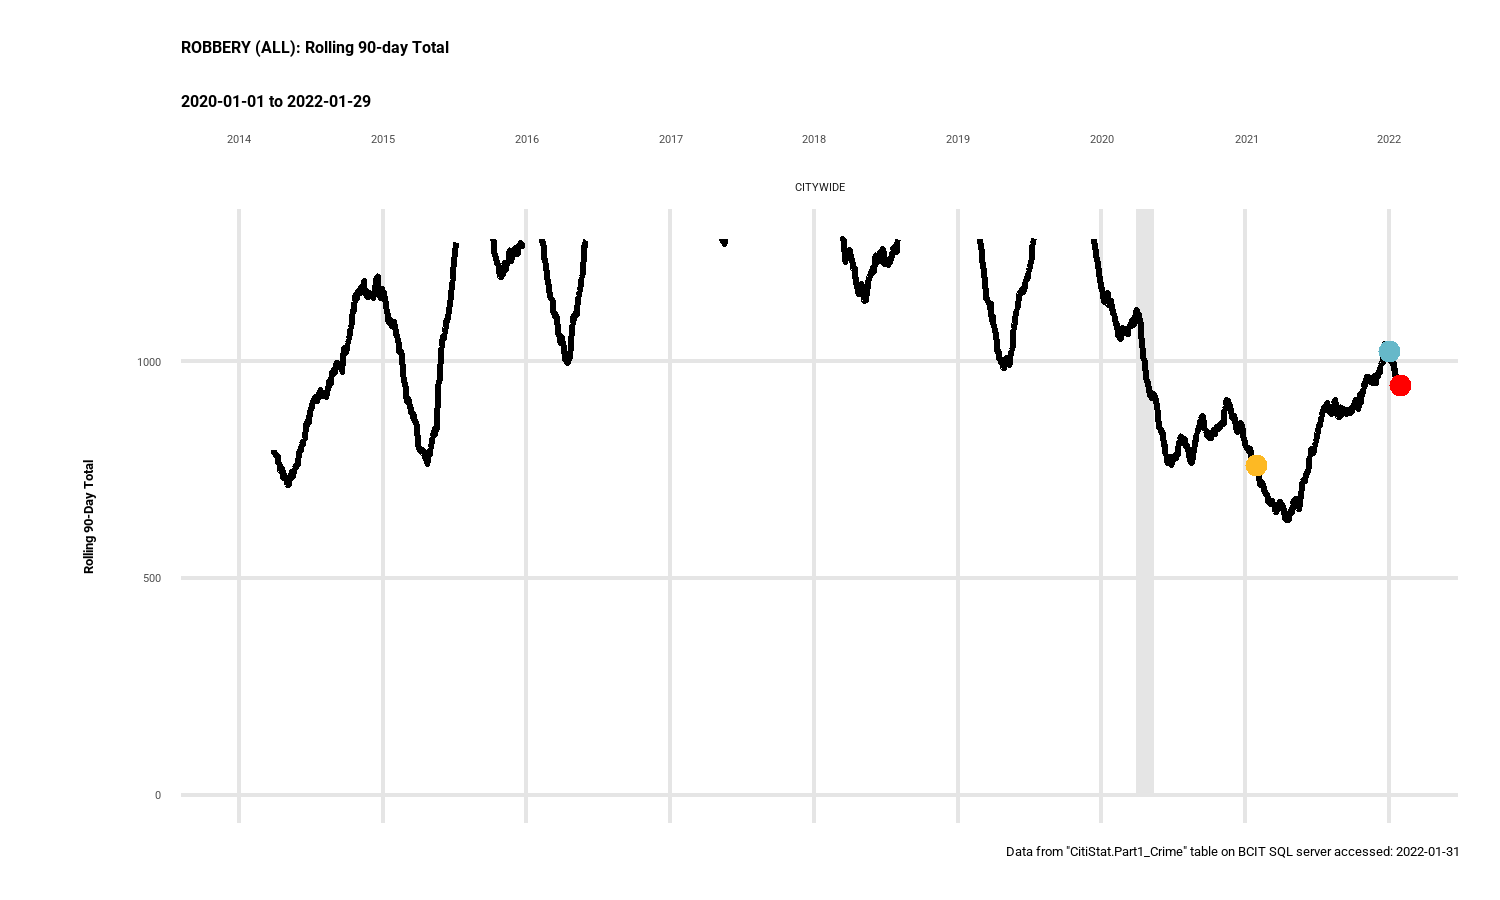 ROBBERY (ALL): Rolling 90-day Total
2020-01-01 to 2022-01-29
2014 2015 2016 2017 2018 2019 2020 2021 2022
CITYWIDE
1000
500
0
Rolling 90-Day Total
Data from "CitiStat.Part1_Crime" table on BCIT SQL server accessed: 2022-01-31